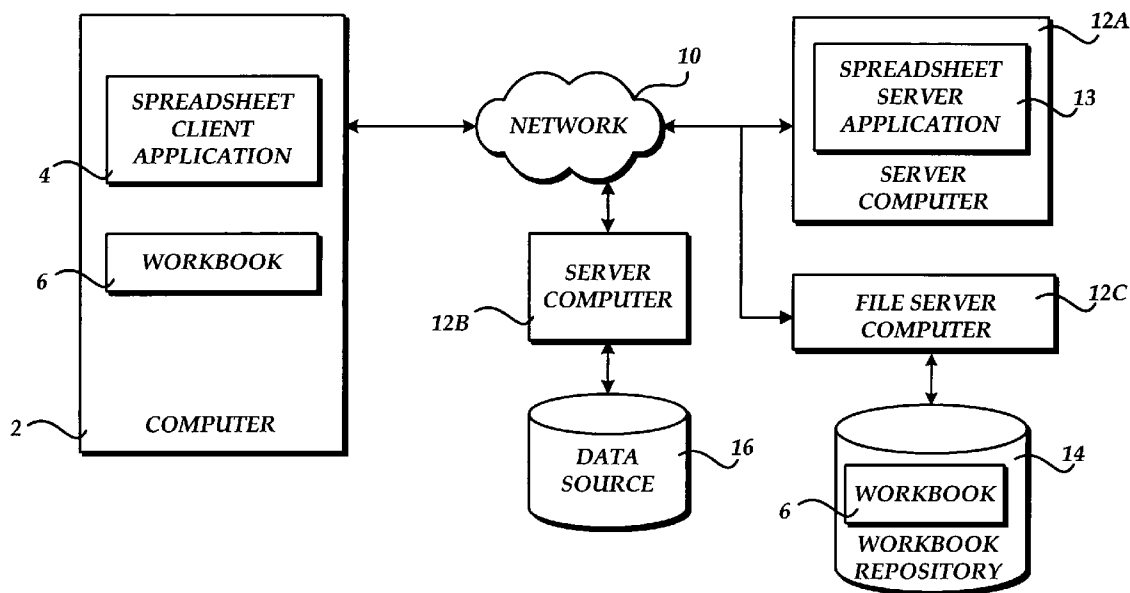 SPREADSHEET
CLIENT
APPLICATION
4
WORKBOOK
6
COMPUTER
2
10
NETWORK
SERVER
COMPUTER
12B
DATA
SOURCE
16
12A
SPREADSHEET
SERVER
APPLICATION
13
SERVER
COMPUTER
FILE SERVER
COMPUTER
12C
14
WORKBOOK
6
WORKBOOK
REPOSITORY